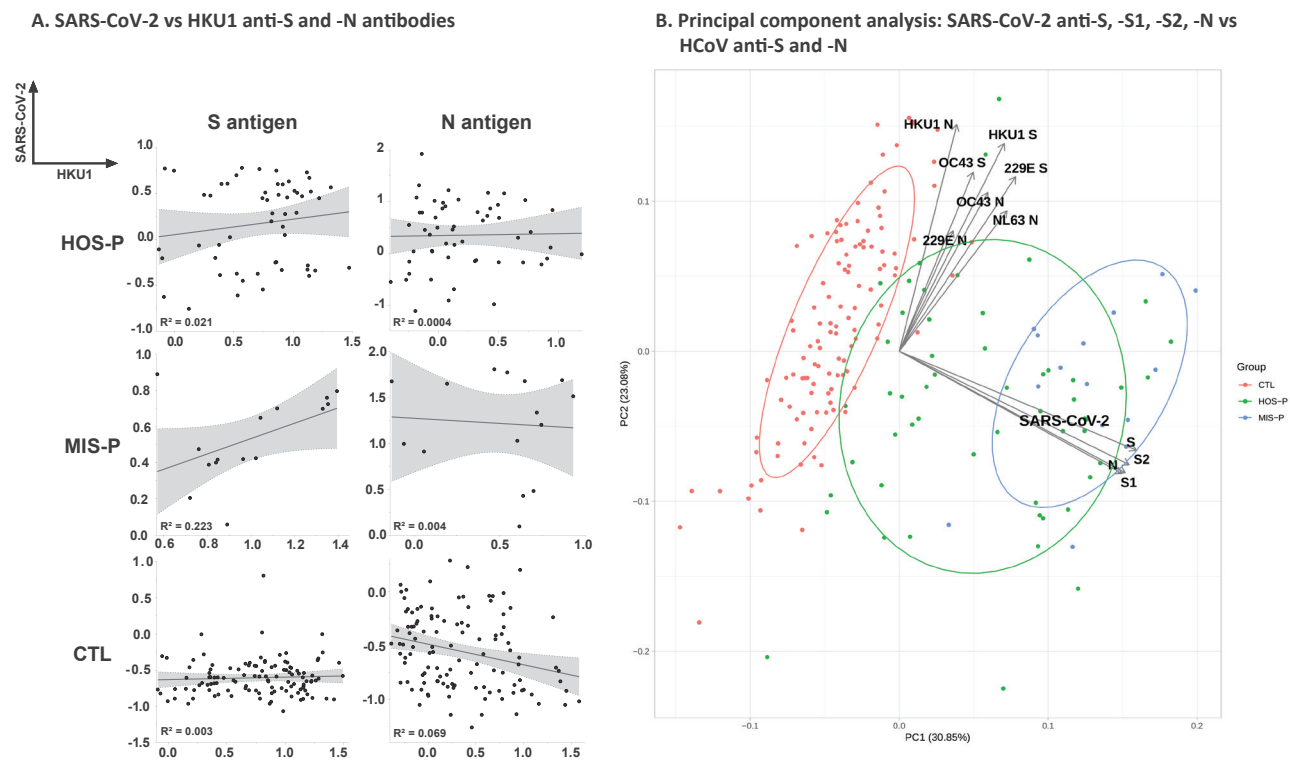 A. SARS-CoV-2 vs HKU1 anti-S and -N antibodies
SARS-CoV-2
HKU1
S antigen
N antigen
HOS-P
1.0
0.5
0.0
- 0.5
-1.0
R² = 0.021
0.0
0.5
1.0
1.5
2
1
0
-1
R² = 0.0004
0.0
0.5
1.0
MIS-P
1.0
0.8
0.6
0.4
0.2
0.0
R² = 0.223
0.6
0.8
1.0
1.2
1.4
2.0
1.5
1.0
0.5
0.0
R² = 0.004
0.0
0.5
1.0
CTL
1.0
0.5
0.0
-0.5
-1.0
-1.5
R² = 0.003
0.0
0.5
1.0
1.5
0.0
-0.5
-1.0
R² = 0.069
0.0
0.5
1.0
1.5
B. Principal component analysis: SARS-CoV-2 anti-S, -S1, -S2, -N vs
HCoV anti-S and -N
PC2 (23.08%)
0.1
0.0
−0.1
−0.2
HKU1 N
HKU1 S
OC43 S
229E S
OC43 N
NL63 N
229E N
SARS-CoV-2
S
S2
N
S1
−0.1
0.0
0.1
0.2
PC1 (30.85%)
Group
CTL
HOS−P
MIS−P